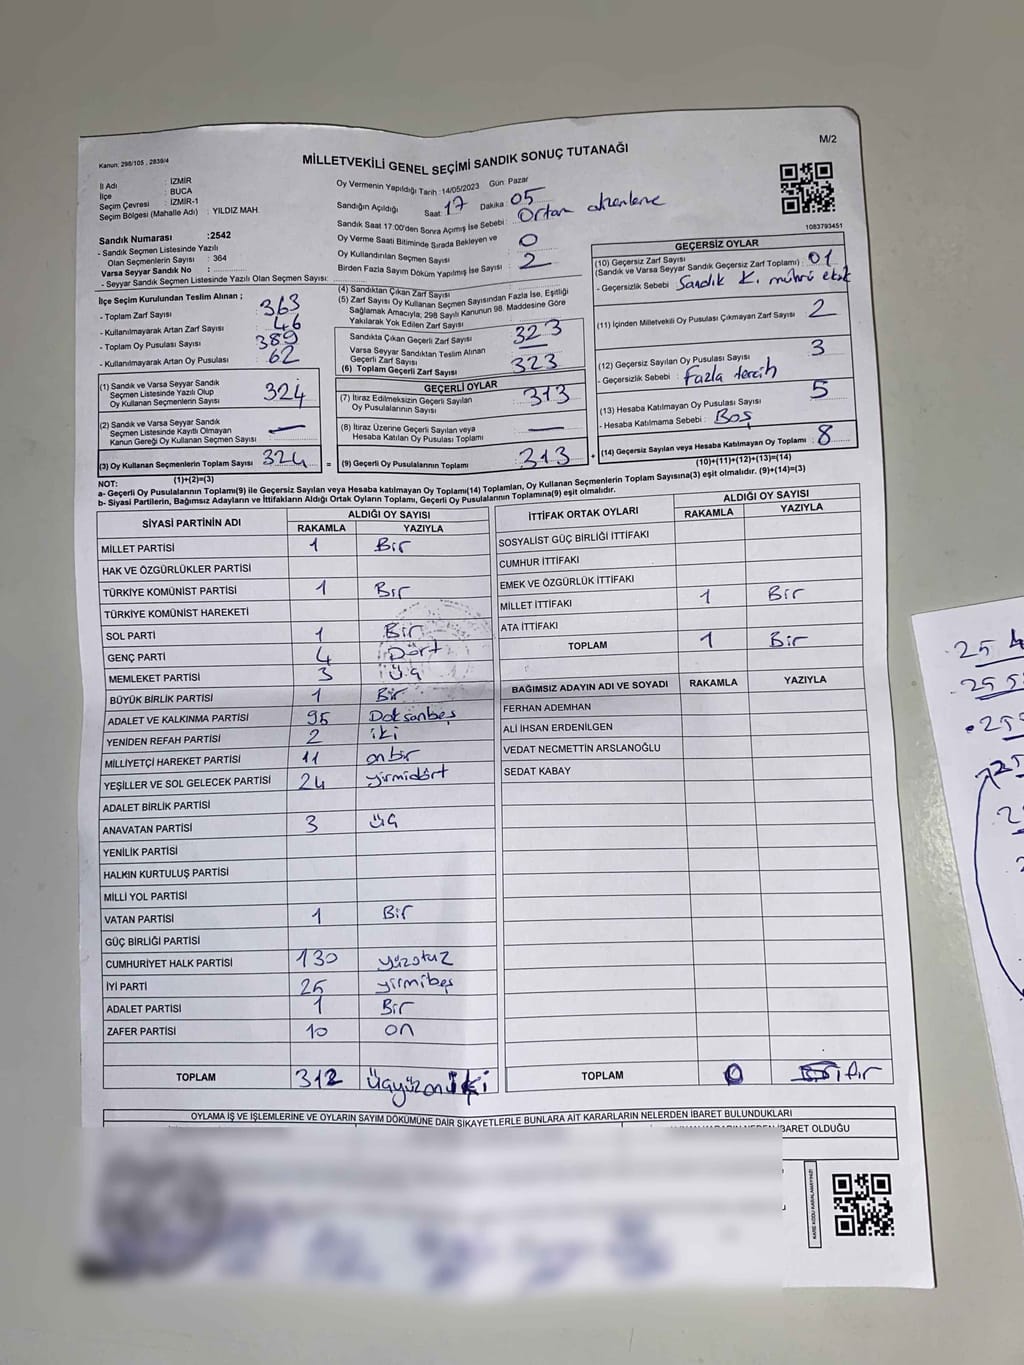 M/2
Kanun: 298/105 , 2839/4
MİLLETVEKİLİ GENEL SEÇİMİ SANDIK SONUÇ TUTANAĞI
İl Adı : İZMİR
İlçe : BUCA
Seçim Çevresi : İZMİR-1
Seçim Bölgesi (Mahalle Adı) : YILDIZ MAH.
Sandık Numarası :2542
- Sandık Seçmen Listesinde Yazılı
Olan Seçmenlerin Sayısı : 364
Varsa Seyyar Sandık No :
- Seyyar Sandık Seçmen Listesinde Yazılı Olan Seçmen Sayısı:
Oy Vermenin Yapıldığı Tarih :14/05/2023 Gün: Pazar
Sandığın Açıldığı Saat: 17 Dakika : 05
Sandık Saat 17:00'den Sonra Açımış İse Sebebi : Ortam
Oy Verme Saati Bitiminde Sırada Bekleyen ve
Oy Kullandırılan Seçmen Sayısı 0
Birden Fazla Sayım Döküm Yapılmış İse Sayısı : 2
1083793451
İlçe Seçim Kurulundan Teslim Alınan ;
- Toplam Zarf Sayısı : 363
- Kullanılmayarak Artan Zarf Sayısı : 46
- Toplam Oy Pusulası Sayısı : 389
- Kullanılmayarak Artan Oy Pusulası : 62
(1) Sandık ve Varsa Seyyar Sandık
Seçmen Listesinde Yazılı Olup
Oy Kullanan Seçmenlerin Sayısı : 324
(2) Sandık ve Varsa Seyyar Sandık
Seçmen Listesinde Kayıtlı Olmayan
Kanun Gereği Oy Kullanan Seçmen Sayısı : —
(3) Oy Kullanan Seçmenlerin Toplam Sayısı : 324 =
(1)+(2)=(3)
(4) Sandıktan Çıkan Zarf Sayısı
(5) Zarf Sayısı Oy Kullanan Seçmen Sayısından Fazla İse, Eşitliği
Sağlamak Amacıyla; 298 Sayılı Kanunun 98. Maddesine Göre
Yakılarak Yok Edilen Zarf Sayısı
Sandıkta Çıkan Geçerli Zarf Sayısı : 323
Varsa Seyyar Sandıktan Teslim Alınan
Geçerli Zarf Sayısı : —
(6) Toplam Geçerli Zarf Sayısı : 323
GEÇERLİ OYLAR
(7) İtiraz Edilmeksizin Geçerli Sayılan
Oy Pusulalarının Sayısı : 313
(8) İtiraz Üzerine Geçerli Sayılan veya
Hesaba Katılan Oy Pusulası Toplamı : —
(9) Geçerli Oy Pusulalarının Toplamı : 313 +
GEÇERSİZ OYLAR
(10) Geçersiz Zarf Sayısı : 01
(Sandık ve Varsa Seyyar Sandık Geçersiz Zarf Toplamı)
- Geçersizlik Sebebi : Sandık K. mührü eksik
(11) İçinden Milletvekili Oy Pusulası Çıkmayan Zarf Sayısı : 2
(12) Geçersiz Sayılan Oy Pusulası Sayısı : 3
- Geçersizlik Sebebi : Fazla tercih
(13) Hesaba Katılmayan Oy Pusulası Sayısı : 5
- Hesaba Katılmama Sebebi : Boş
(14) Geçersiz Sayılan veya Hesaba Katılmayan Oy Toplamı : 8
(10)+(11)+(12)+(13)=(14)
NOT:
a- Geçerli Oy Pusulalarının Toplamı(9) ile Geçersiz Sayılan veya Hesaba katılmayan Oy Toplamı(14) Toplamları, Oy Kullanan Seçmenlerin Toplam Sayısına(3) eşit olmalıdır. (9)+(14)=(3)
b- Siyasi Partilerin, Bağımsız Adayların ve İttifakların Aldığı Ortak Oyların Toplamı, Geçerli Oy Pusulalarının Toplamına(9) eşit olmalıdır.
SİYASİ PARTİNİN ADI ALDIĞI OY SAYISI
RAKAMLA YAZIYLA
MİLLET PARTİSİ 1 Bir
HAK VE ÖZGÜRLÜKLER PARTİSİ
TÜRKİYE KOMÜNİST PARTİSİ 1 Bir
TÜRKİYE KOMÜNİST HAREKETİ
SOL PARTİ 1 Bir
GENÇ PARTİ 4 Dört
MEMLEKET PARTİSİ 3 üç
BÜYÜK BİRLİK PARTİSİ 1 Bir
ADALET VE KALKINMA PARTİSİ 95 Doksanbeş
YENİDEN REFAH PARTİSİ 2 iki
MİLLİYETÇİ HAREKET PARTİSİ 11 onbir
YEŞİLLER VE SOL GELECEK PARTİSİ 24 yirmidört
ADALET BİRLİK PARTİSİ
ANAVATAN PARTİSİ 3 üç
YENİLİK PARTİSİ
HALKIN KURTULUŞ PARTİSİ
MİLLİ YOL PARTİSİ
VATAN PARTİSİ 1 Bir
GÜÇ BİRLİĞİ PARTİSİ
CUMHURİYET HALK PARTİSİ 130 yüzotuz
İYİ PARTİ 25 yirmibeş
ADALET PARTİSİ 1 Bir
ZAFER PARTİSİ 10 on
TOPLAM 312 üçyüzoniki
İTTİFAK ORTAK OYLARI ALDIĞI OY SAYISI
RAKAMLA YAZIYLA
SOSYALİST GÜÇ BİRLİĞİ İTTİFAKI
CUMHUR İTTİFAKI
EMEK VE ÖZGÜRLÜK İTTİFAKI
MİLLET İTTİFAKI 1 Bir
ATA İTTİFAKI
TOPLAM 1 Bir
BAĞIMSIZ ADAYIN ADI VE SOYADI RAKAMLA YAZIYLA
FERHAN ADEMHAN
ALİ İHSAN ERDENİLGEN
VEDAT NECMETTİN ARSLANOĞLU
SEDAT KABAY
TOPLAM 0 Sıfır
OYLAMA İŞ VE İŞLEMLERİNE VE OYLARIN SAYIM DÖKÜMÜNE DAİR ŞİKAYETLERLE BUNLARA AİT KARARLARIN NELERDEN İBARET BULUNDUKLARI
İBARET OLDUĞU
25